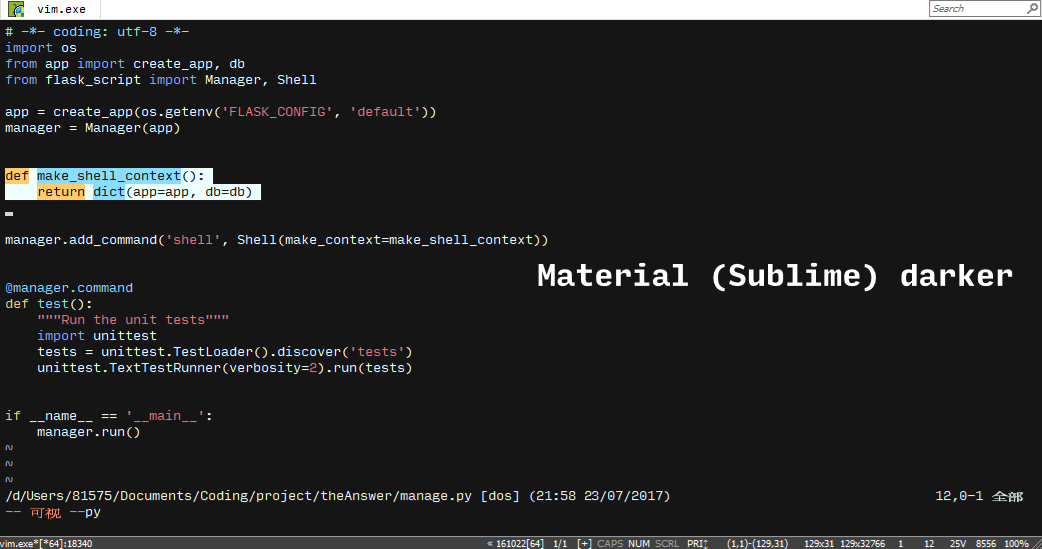 vim.exe
Search
# -*- coding: utf-8 -*-
import os
from app import create_app, db
from flask_script import Manager, Shell
app = create_app(os.getenv('FLASK_CONFIG', 'default'))
manager = Manager(app)
def make_shell_context():
    return dict(app=app, db=db)
manager.add_command('shell', Shell(make_context=make_shell_context))
Material (Sublime) darker
@manager.command
def test():
    """Run the unit tests"""
    import unittest
    tests = unittest.TestLoader().discover('tests')
    unittest.TextTestRunner(verbosity=2).run(tests)
if __name__ == '__main__':
    manager.run()
~
~
~
/d/Users/81575/Documents/Coding/project/theAnswer/manage.py [dos] (21:58 23/07/2017) 12,0-1 全部
-- 可视 --py
vim.exe*[*64]:18340 « 161022[64] 1/1 [+] CAPS NUM SCRL PRI↕ (1,1)-(129,31) 129x31 129x32766 1 12 25V 8556 100%